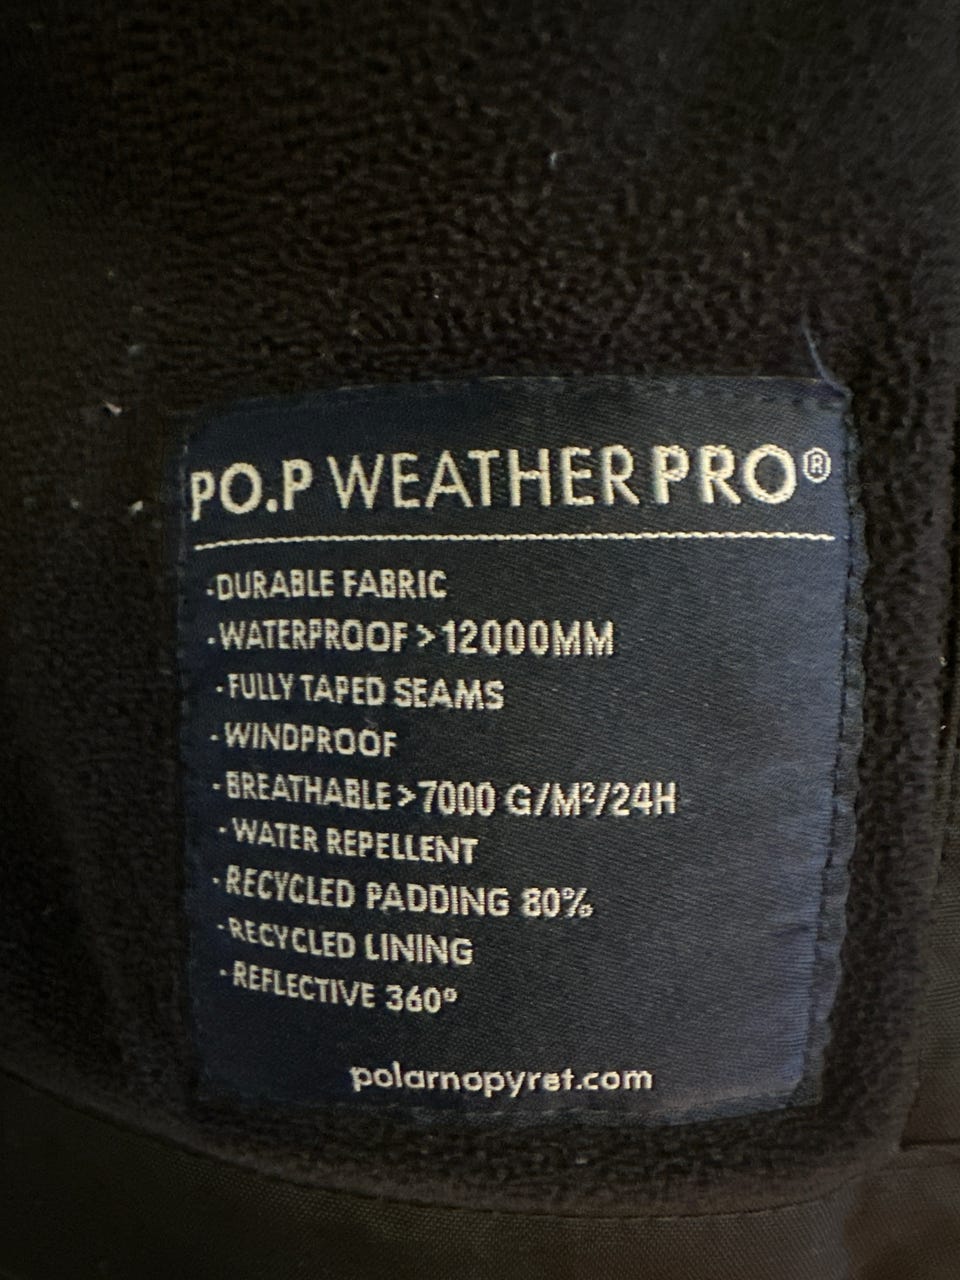 PO.P WEATHERPRO®
·DURABLE FABRIC
·WATERPROOF>12000MM
·FULLY TAPED SEAMS
·WINDPROOF
·BREATHABLE>7000 G/M²/24H
·WATER REPELLENT
·RECYCLED PADDING 80%
·RECYCLED LINING
·REFLECTIVE 360°
polarnopyret.com